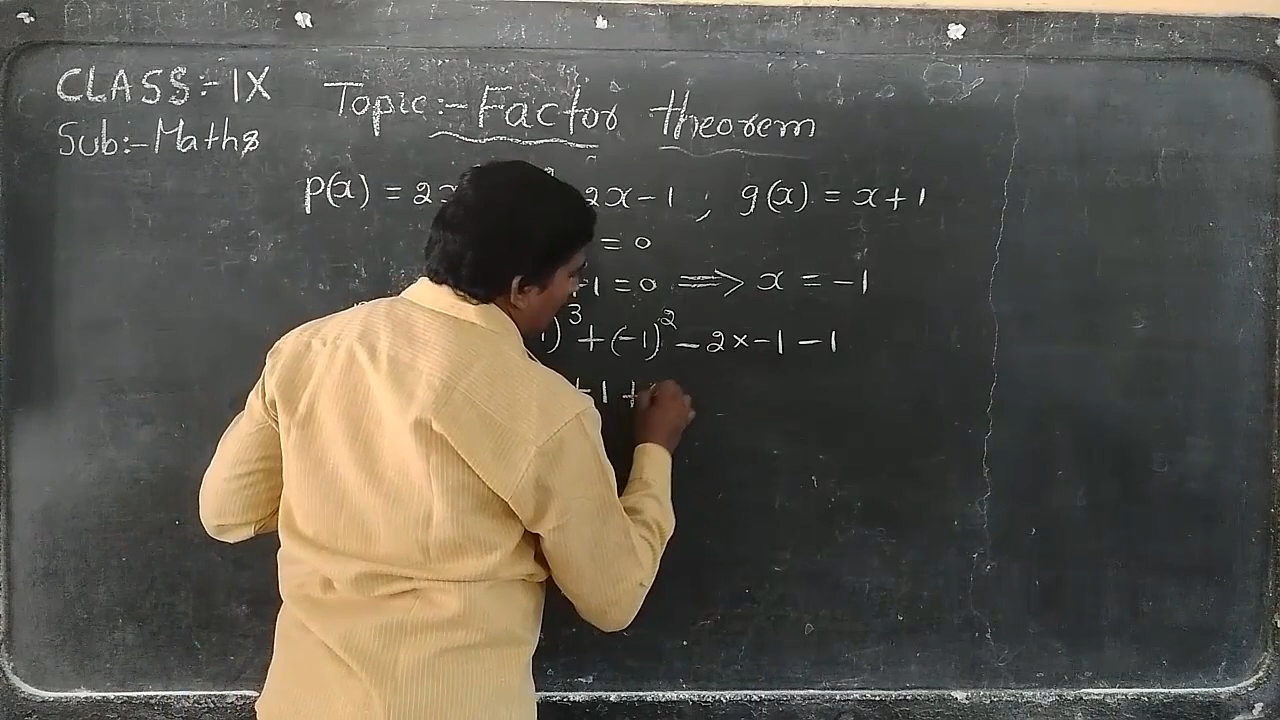 CLASS:- IX
Sub:- Maths
Topic:- Factor theorem
p(x) = 2x 2x-1 ; g(x) = x+1
= 0
+1 = 0 ⟹ x = -1
1)³ + (-1)² - 2×-1 -1
+1 +